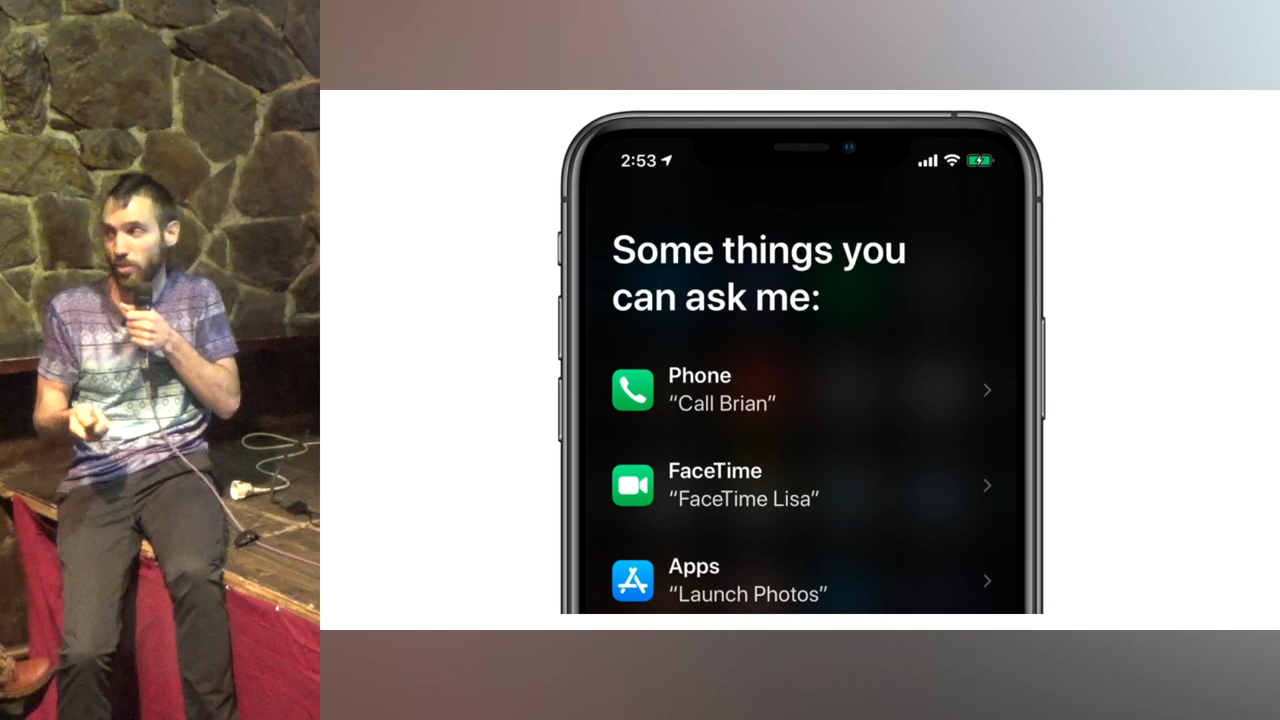 2:53
Some things you
can ask me:
Phone
“Call Brian”
FaceTime
“FaceTime Lisa”
Apps
“Launch Photos”